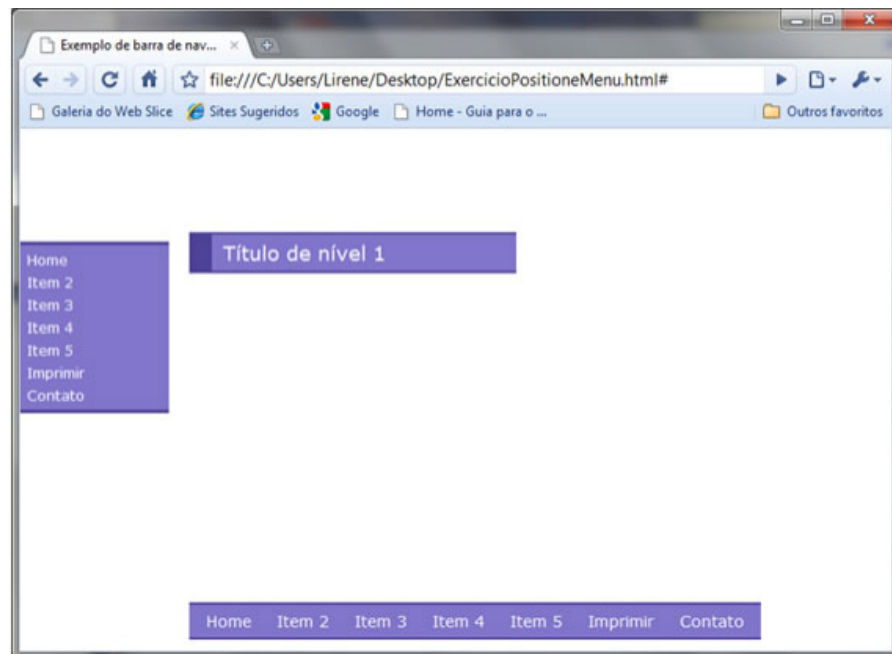 Exemplo de barra de nav...
file:///C:/Users/Lirene/Desktop/ExercicioPositioneMenu.html#
Galeria do Web Slice Sites Sugeridos Google Home - Guia para o ... Outros favoritos
Título de nível 1
Home
Item 2
Item 3
Item 4
Item 5
Imprimir
Contato
Home Item 2 Item 3 Item 4 Item 5 Imprimir Contato